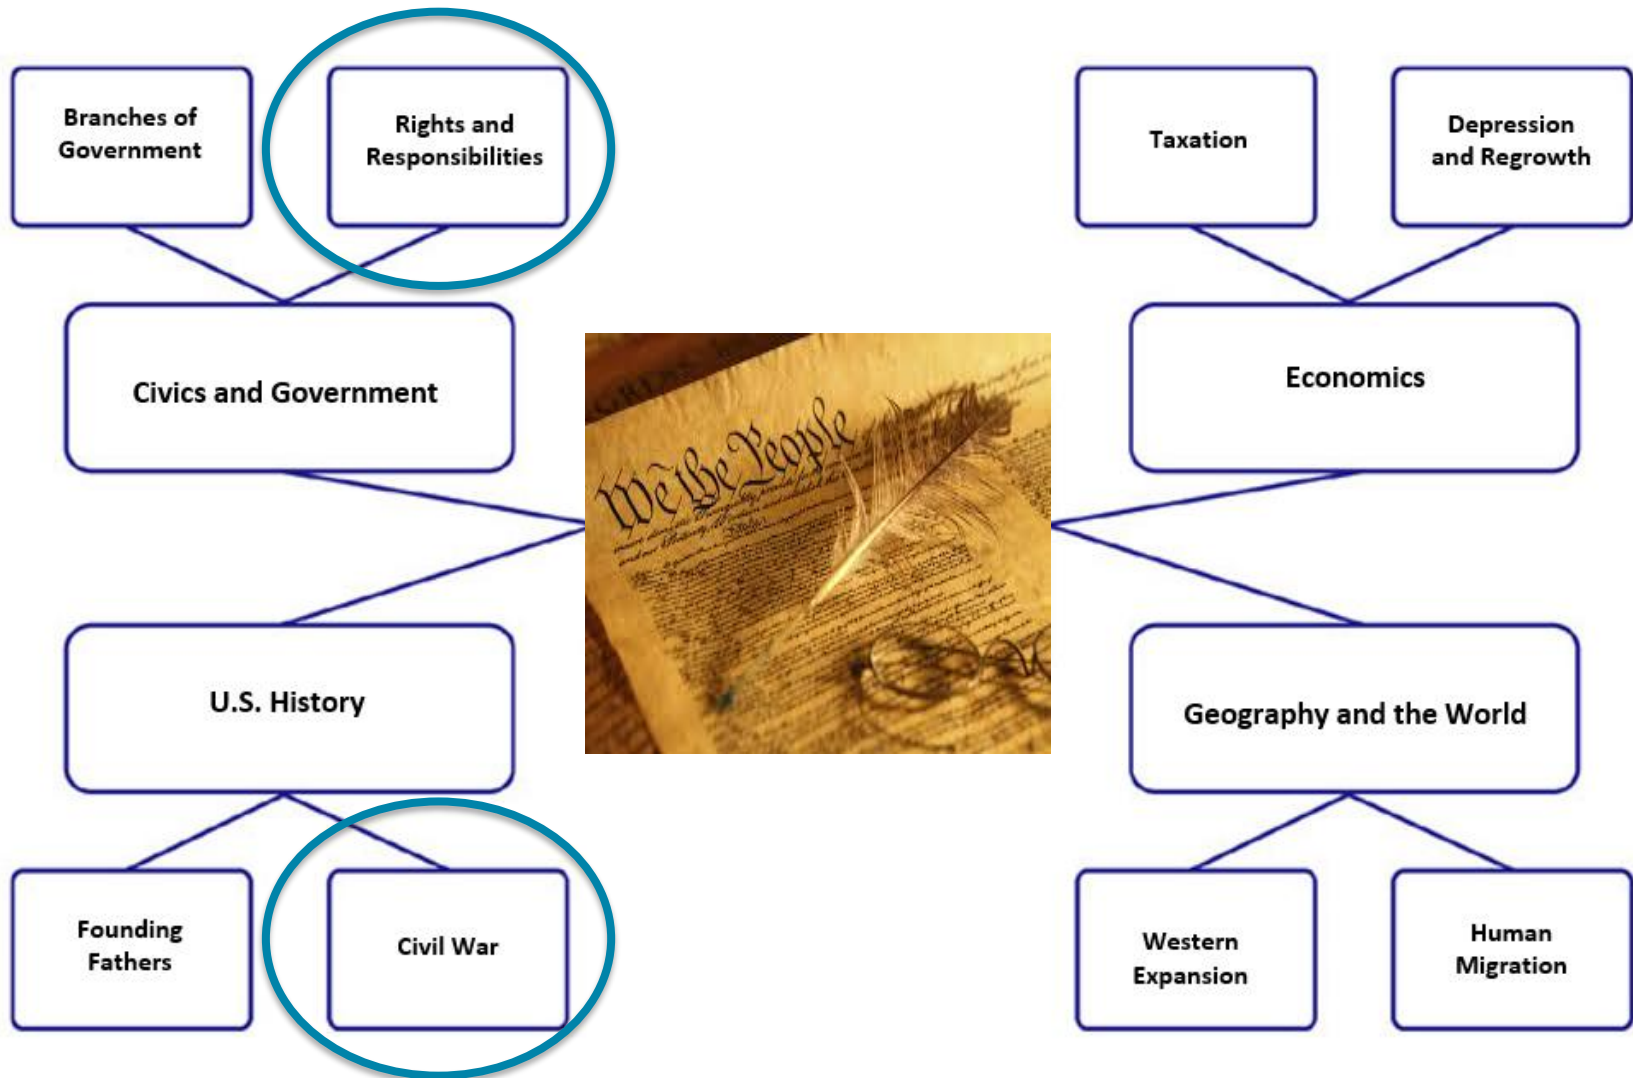 Branches of
Government
Rights and
Responsibilities
Taxation
Depression
and Regrowth
Civics and Government
Economics
We the People
U.S. History
Geography and the World
Founding
Fathers
Civil War
Western
Expansion
Human
Migration